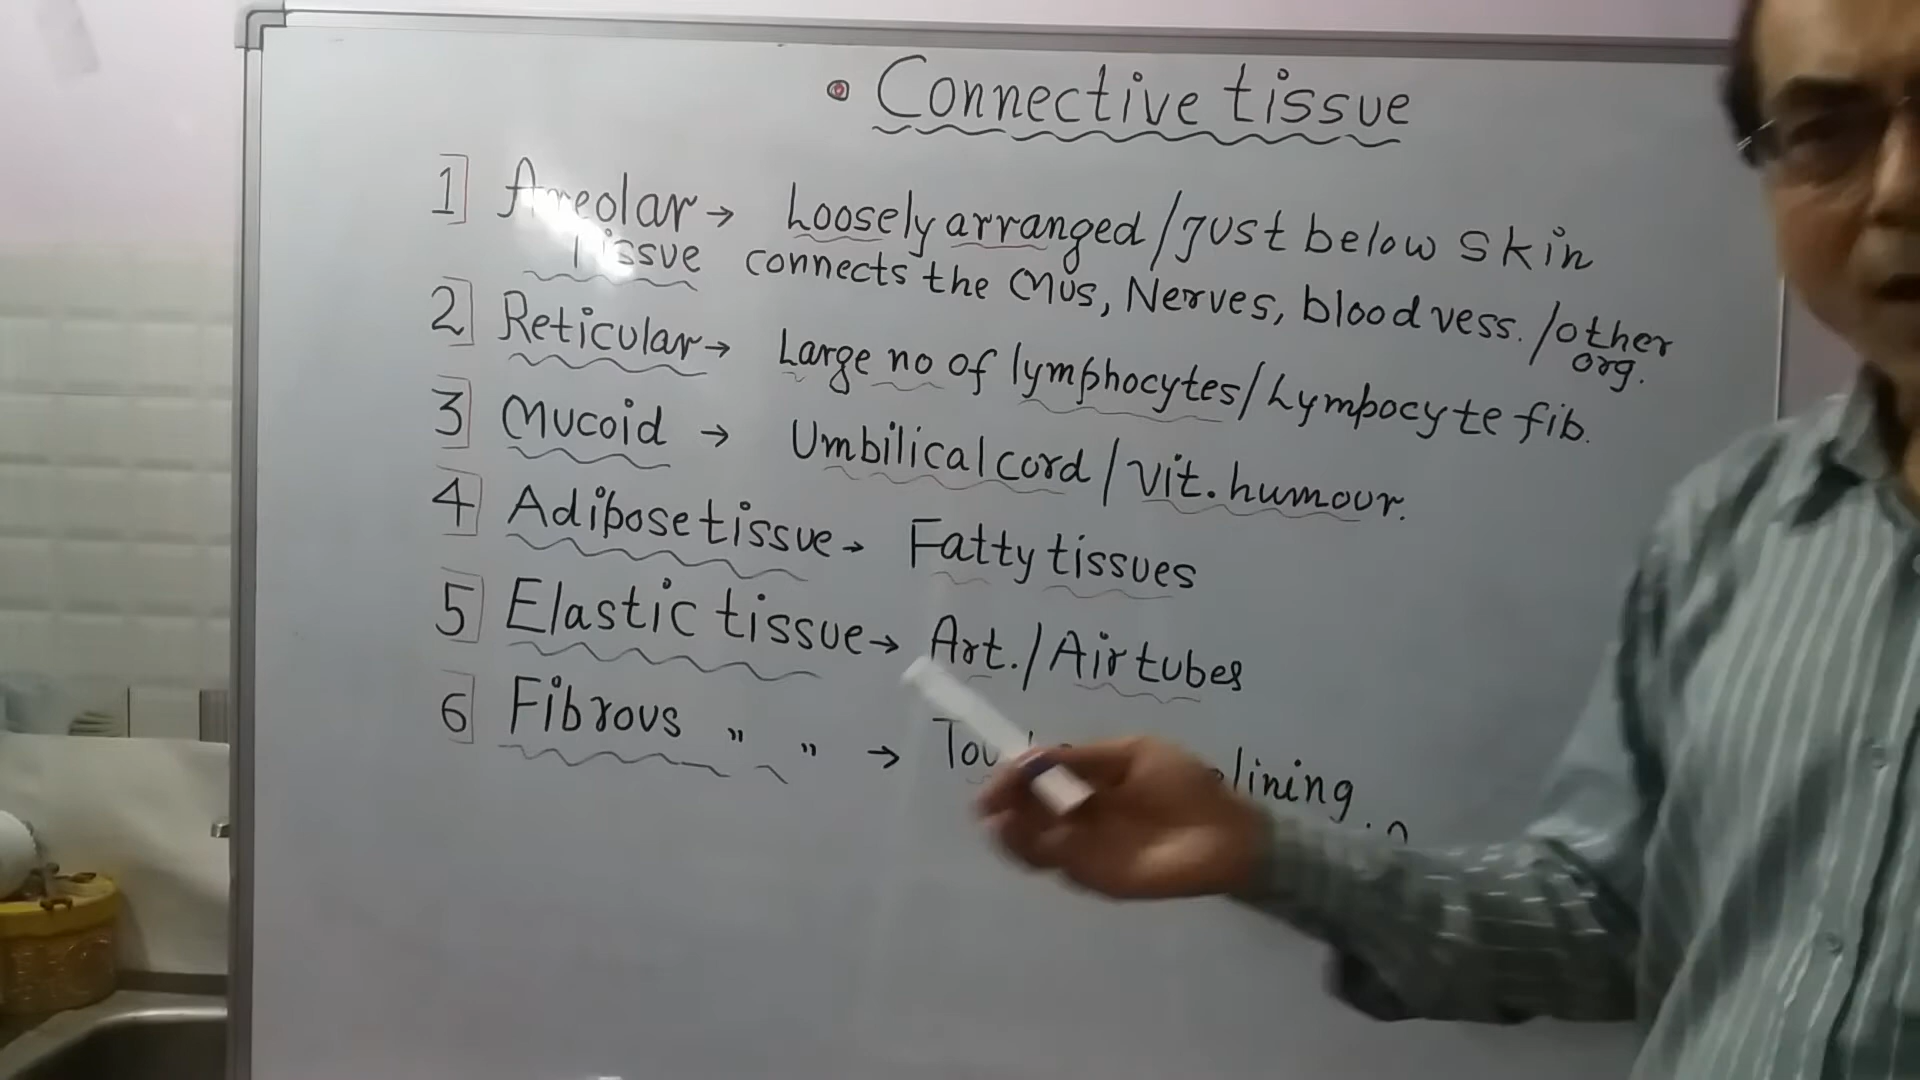 Connective tissue
1] Areolar → Loosely arranged / Just below skin
Tissue connects the Mus, Nerves, blood vess. / other
org.
2] Reticular → Large no of lymphocytes / Lympocyte fib.
3] Mucoid → Umbilical cord / Vit. humour.
4] Adipose tissue → Fatty tissues
5] Elastic tissue → Art. / Air tubes
6] Fibrous " " → lining